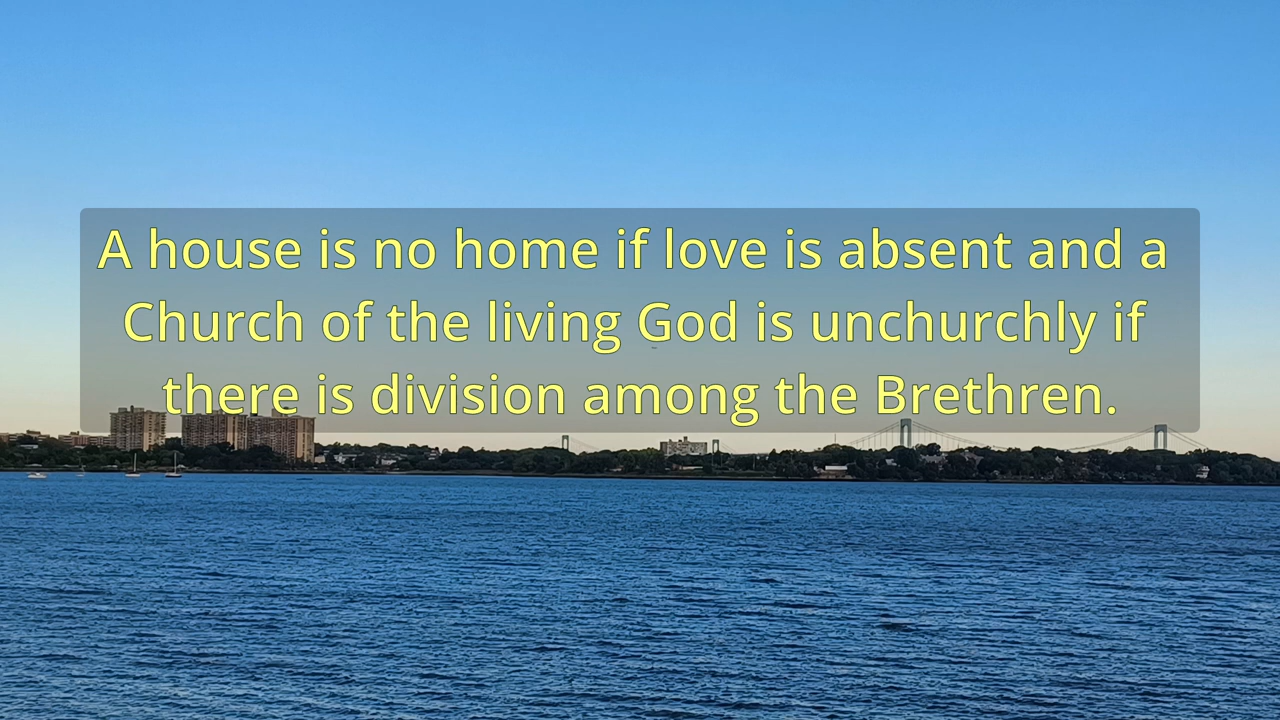 A house is no home if love is absent and a
Church of the living God is unchurchly if
there is division among the Brethren.